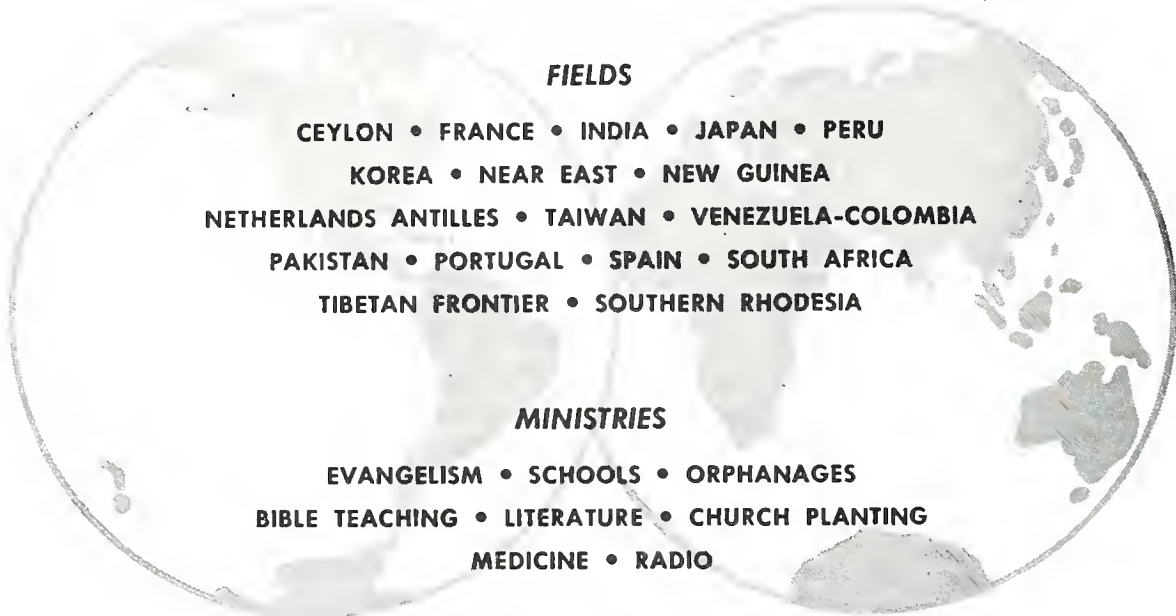 FIELDS
CEYLON • FRANCE • INDIA • JAPAN • PERU
KOREA • NEAR EAST • NEW GUINEA
NETHERLANDS ANTILLES • TAIWAN • VENEZUELA-COLOMBIA
PAKISTAN • PORTUGAL • SPAIN • SOUTH AFRICA
TIBETAN FRONTIER • SOUTHERN RHODESIA
MINISTRIES
EVANGELISM • SCHOOLS • ORPHANAGES
BIBLE TEACHING • LITERATURE • CHURCH PLANTING
MEDICINE • RADIO